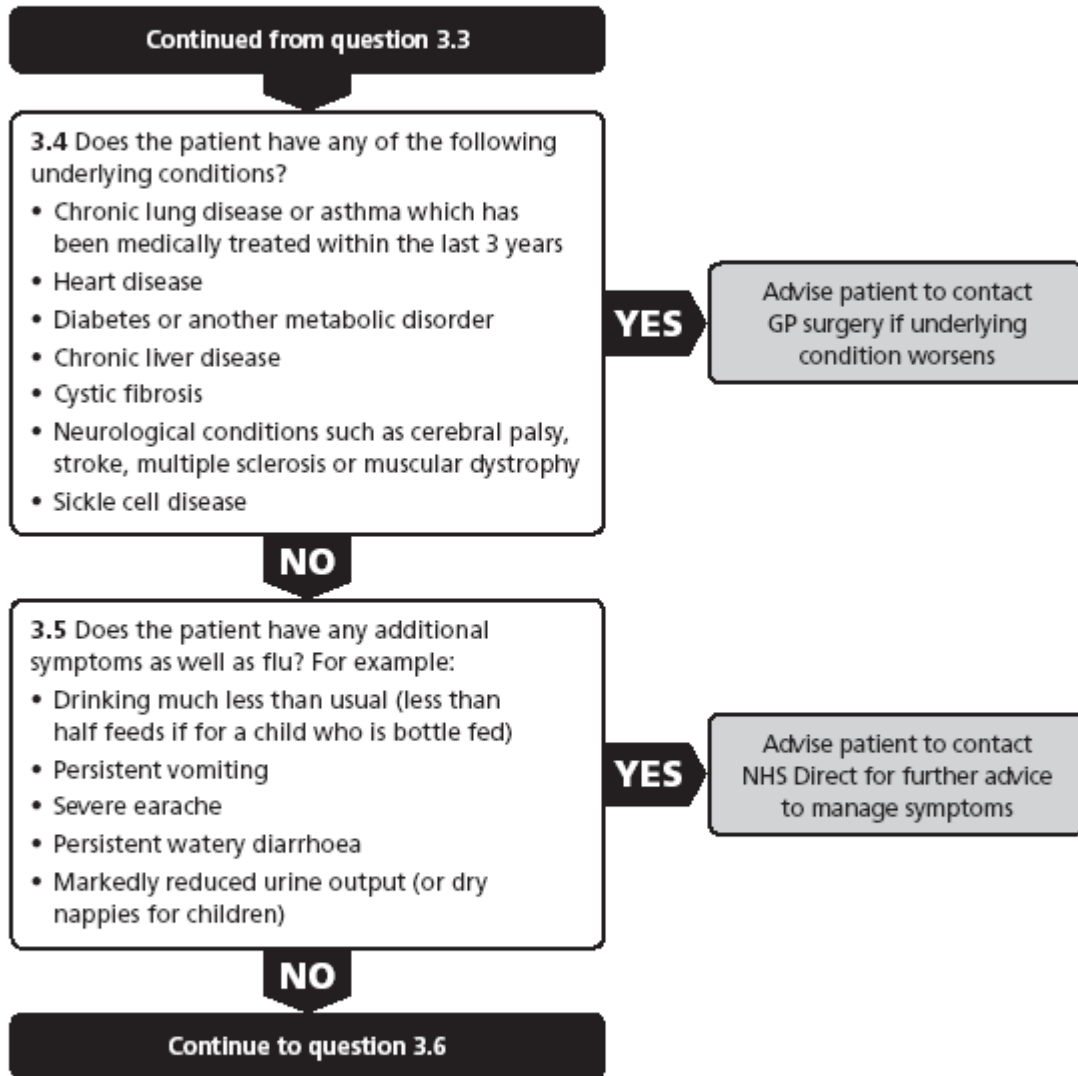 Continued from question 3.3
3.4 Does the patient have any of the following
underlying conditions?
• Chronic lung disease or asthma which has
been medically treated within the last 3 years
• Heart disease
• Diabetes or another metabolic disorder
• Chronic liver disease
• Cystic fibrosis
• Neurological conditions such as cerebral palsy,
stroke, multiple sclerosis or muscular dystrophy
• Sickle cell disease
YES
Advise patient to contact
GP surgery if underlying
condition worsens
NO
3.5 Does the patient have any additional
symptoms as well as flu? For example:
• Drinking much less than usual (less than
half feeds if for a child who is bottle fed)
• Persistent vomiting
• Severe earache
• Persistent watery diarrhoea
• Markedly reduced urine output (or dry
nappies for children)
YES
Advise patient to contact
NHS Direct for further advice
to manage symptoms
NO
Continue to question 3.6